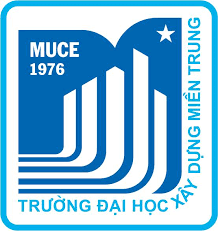 MUCE
1976
TRƯỜNG ĐẠI HỌC
XÂY DỰNG MIỀN TRUNG